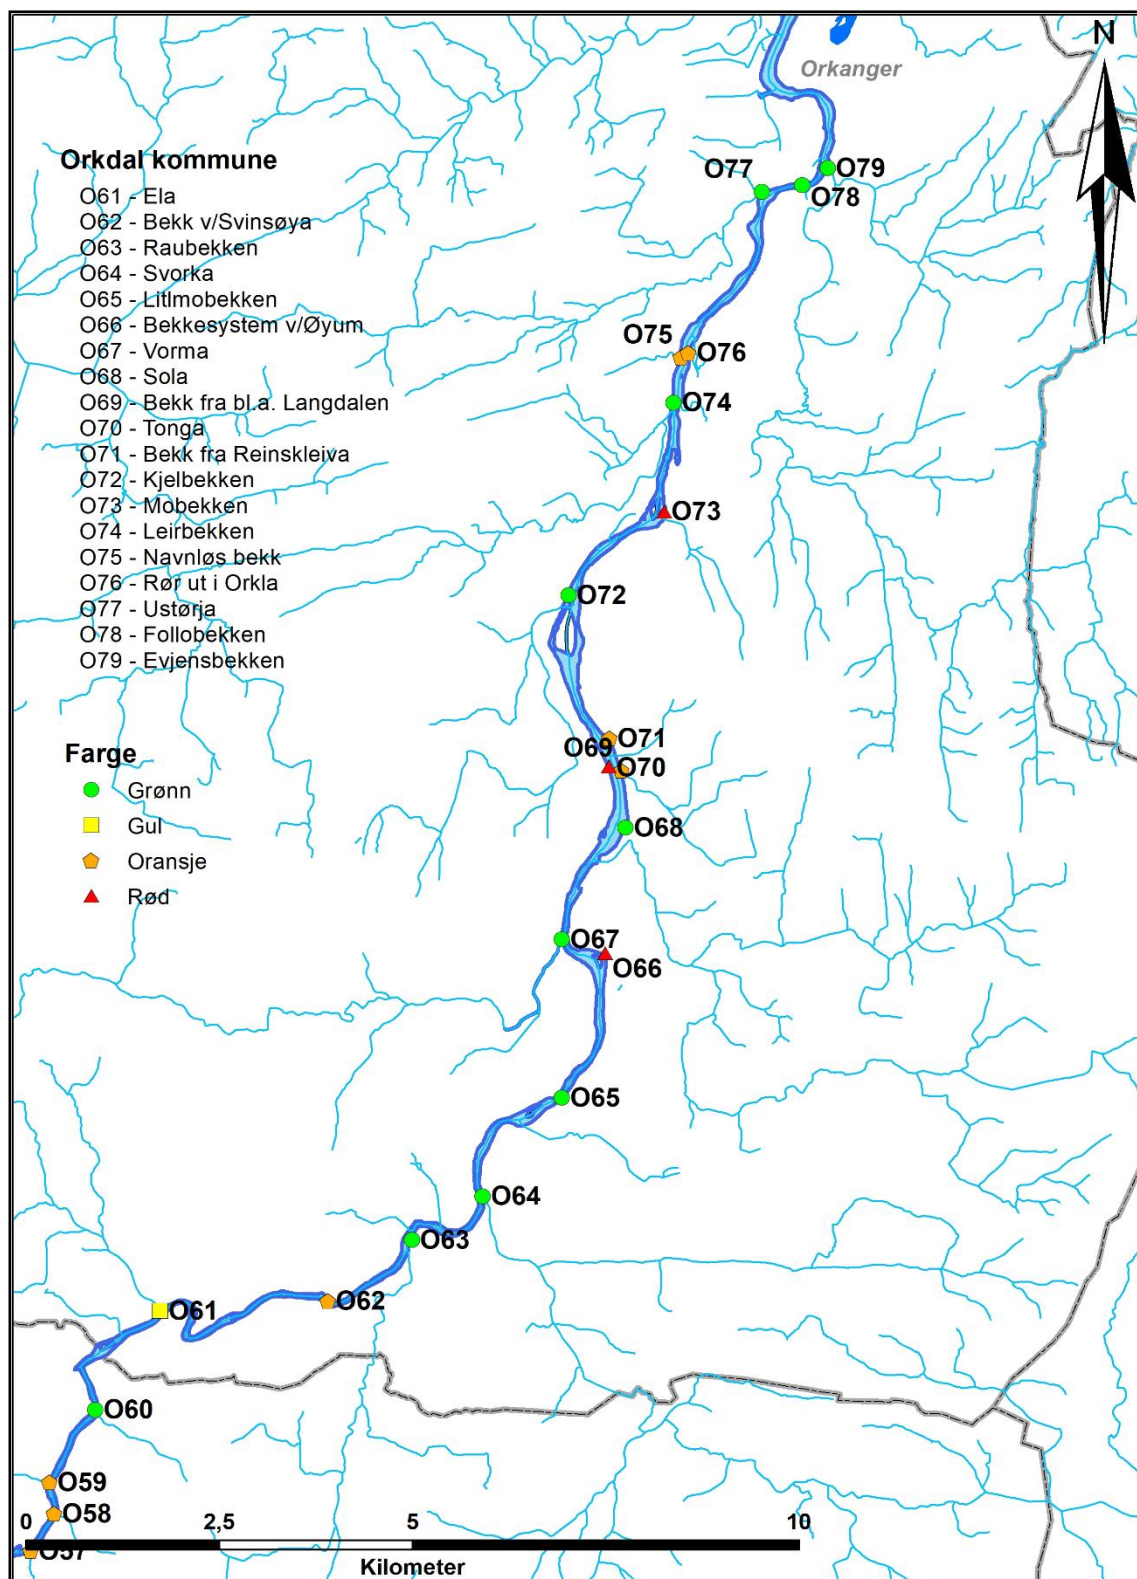 N
Orkanger
Orkdal kommune
O61 - Ela
O62 - Bekk v/Svinsøya
O63 - Raubekken
O64 - Svorka
O65 - Litlmobekken
O66 - Bekkesystem v/Øyum
O67 - Vorma
O68 - Sola
O69 - Bekk fra bl.a. Langdalen
O70 - Tonga
O71 - Bekk fra Reinskleiva
O72 - Kjelbekken
O73 - Mobekken
O74 - Leirbekken
O75 - Navnløs bekk
O76 - Rør ut i Orkla
O77 - Ustørja
O78 - Follobekken
O79 - Evjensbekken
Farge
Grønn
Gul
Oransje
Rød
O79
O77
O78
O75
O76
O74
O73
O72
O71
O69
O70
O68
O67
O66
O65
O64
O63
O62
O61
O60
O59
O58
O57
0 2,5 5 10
Kilometer